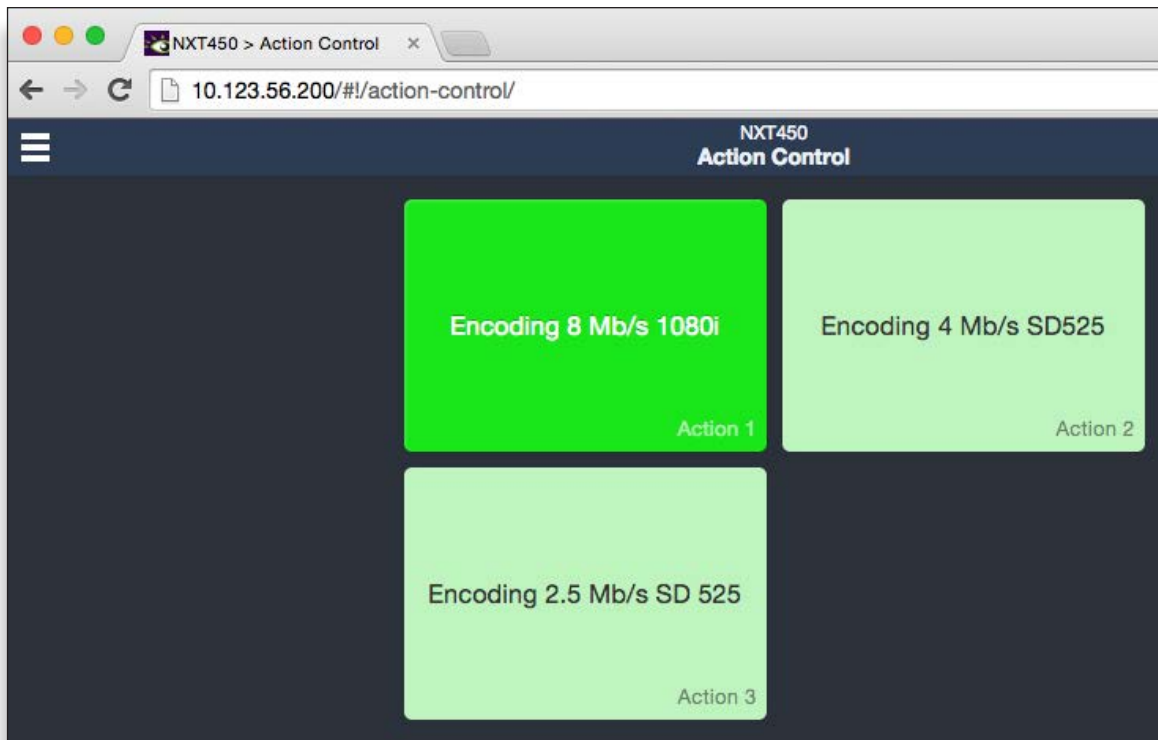 NXT450 > Action Control
10.123.56.200/#!/action-control/
NXT450
Action Control
Encoding 8 Mb/s 1080i
Action 1
Encoding 4 Mb/s SD525
Action 2
Encoding 2.5 Mb/s SD 525
Action 3